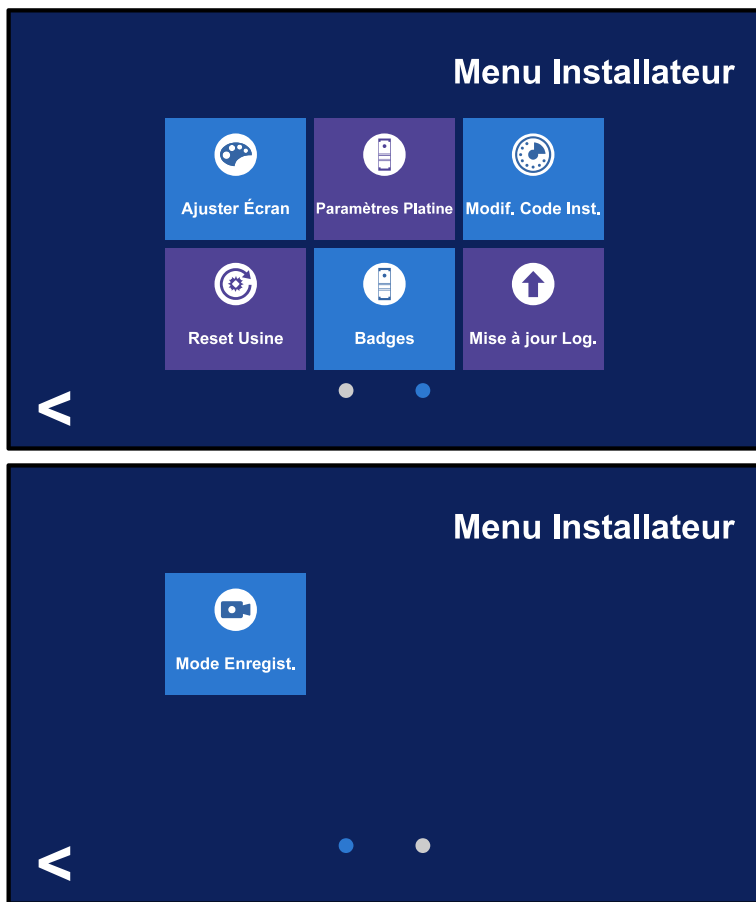 Menu Installateur
Ajuster Écran
Paramètres Platine
Modif. Code Inst.
Reset Usine
Badges
Mise à jour Log.
<
Menu Installateur
Mode Enregist.
<